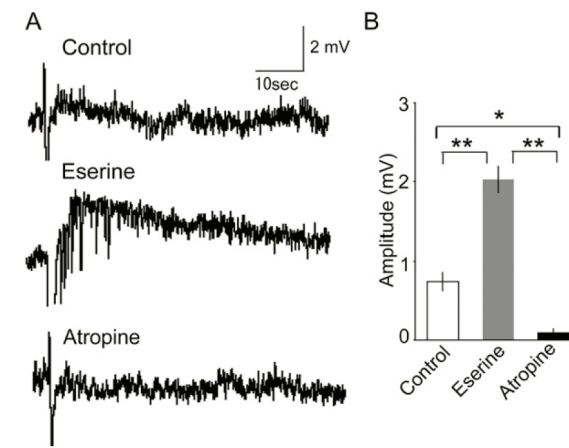 A
Control
2 mV
10sec
Eserine
Atropine
B
3
2
1
0
Amplitude (mV)
*
** **
Control
Eserine
Atropine